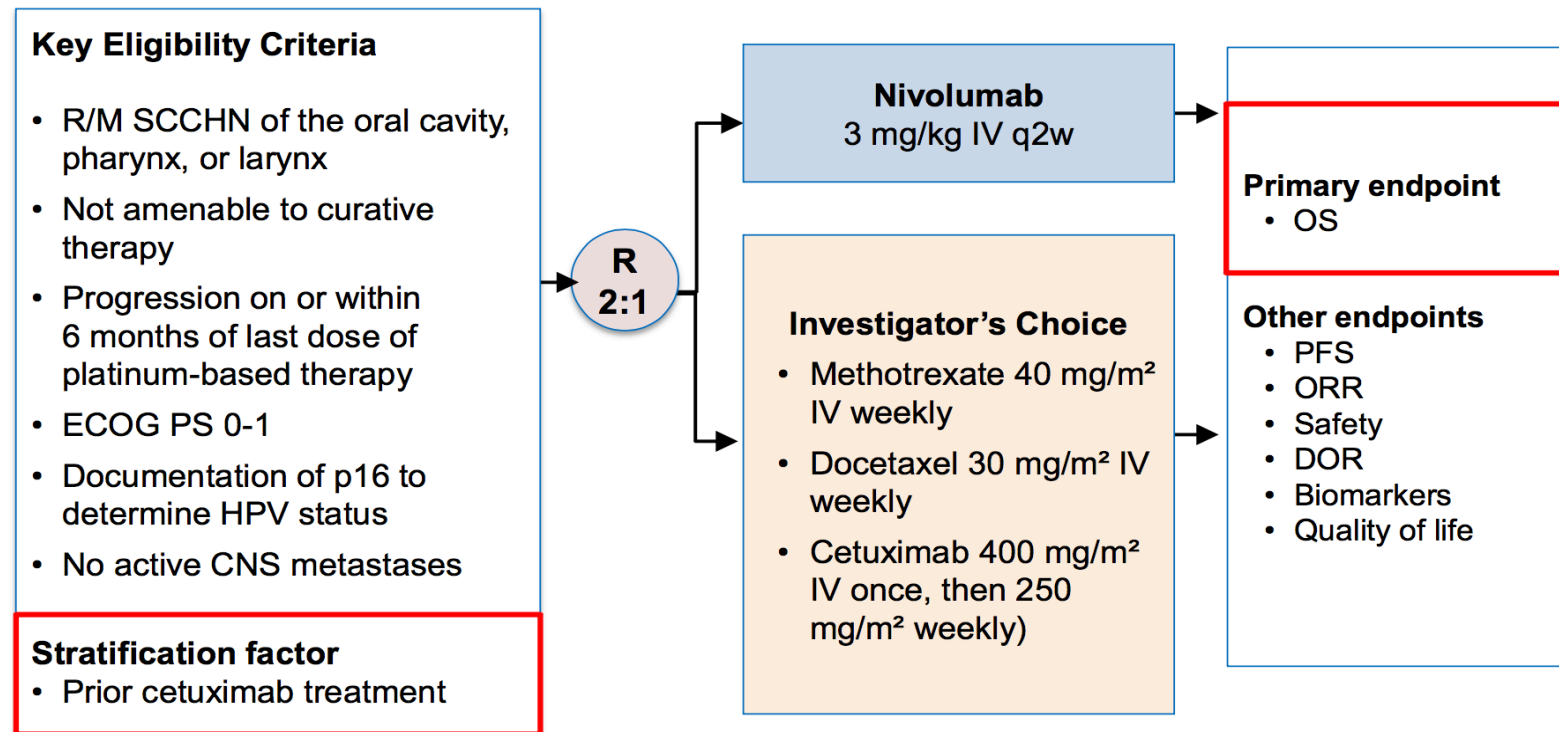 Key Eligibility Criteria
• R/M SCCHN of the oral cavity,
pharynx, or larynx
• Not amenable to curative
therapy
• Progression on or within
6 months of last dose of
platinum-based therapy
• ECOG PS 0-1
• Documentation of p16 to
determine HPV status
• No active CNS metastases
Stratification factor
• Prior cetuximab treatment
R
2:1
Nivolumab
3 mg/kg IV q2w
Investigator’s Choice
• Methotrexate 40 mg/m²
IV weekly
• Docetaxel 30 mg/m² IV
weekly
• Cetuximab 400 mg/m²
IV once, then 250
mg/m² weekly)
Primary endpoint
• OS
Other endpoints
• PFS
• ORR
• Safety
• DOR
• Biomarkers
• Quality of life